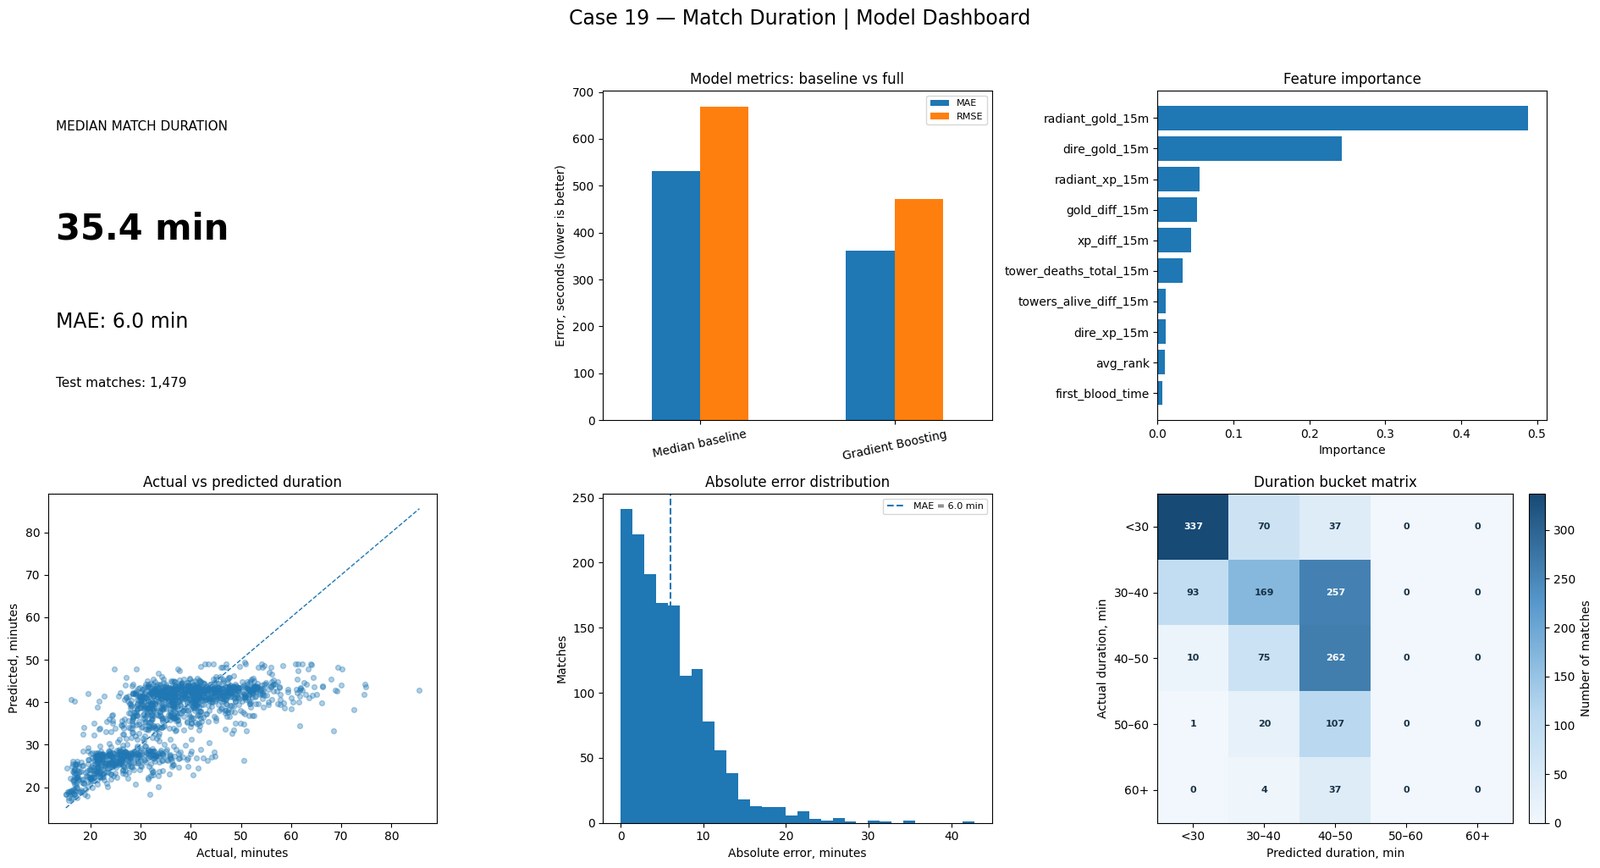 Case 19 — Match Duration | Model Dashboard
MEDIAN MATCH DURATION
35.4 min
MAE: 6.0 min
Test matches: 1,479
Model metrics: baseline vs full
MAE
RMSE
Error, seconds (lower is better)
700
600
500
400
300
200
100
0
Median baseline
Gradient Boosting
Feature importance
radiant_gold_15m
dire_gold_15m
radiant_xp_15m
gold_diff_15m
xp_diff_15m
tower_deaths_total_15m
towers_alive_diff_15m
dire_xp_15m
avg_rank
first_blood_time
0.0 0.1 0.2 0.3 0.4 0.5
Importance
Actual vs predicted duration
Predicted, minutes
80
70
60
50
40
30
20
20 30 40 50 60 70 80
Actual, minutes
Absolute error distribution
MAE = 6.0 min
Matches
250
200
150
100
50
0
0 10 20 30 40
Absolute error, minutes
Duration bucket matrix
Actual duration, min
<30 337 70 37 0 0
30–40 93 169 257 0 0
40–50 10 75 262 0 0
50–60 1 20 107 0 0
60+ 0 4 37 0 0
<30 30–40 40–50 50–60 60+
Predicted duration, min
300
250
200
150
100
50
0
Number of matches